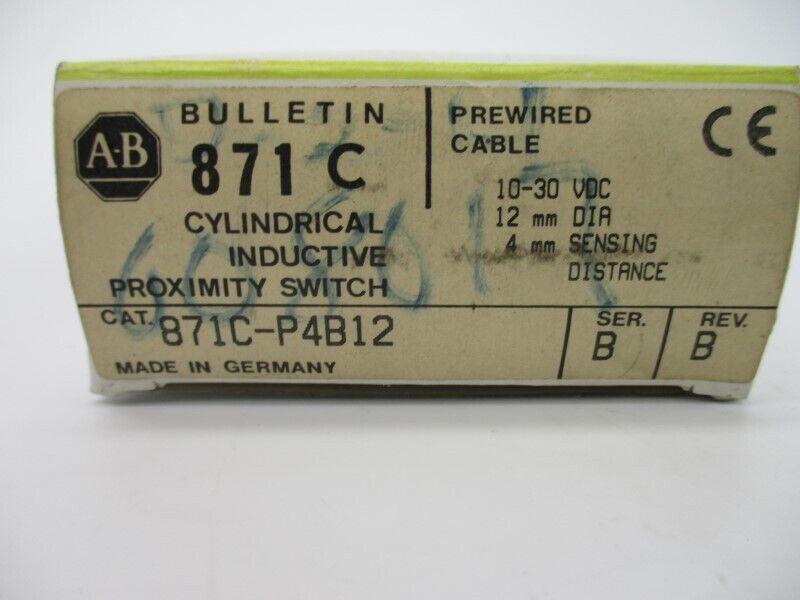 A-B
BULLETIN
871 C
CYLINDRICAL
INDUCTIVE
PROXIMITY SWITCH
PREWIRED
CABLE
10-30 VDC
12 mm DIA
4 mm SENSING
DISTANCE
CE
CAT. 871C-P4B12
SER.
B
REV.
B
MADE IN GERMANY